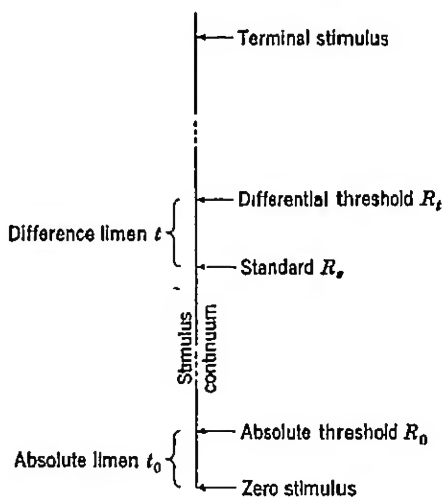 Terminal stimulus
Differential threshold R_t
Difference limen t
Standard R_s
Stimulus
continuum
Absolute threshold R_0
Absolute limen t_0
Zero stimulus